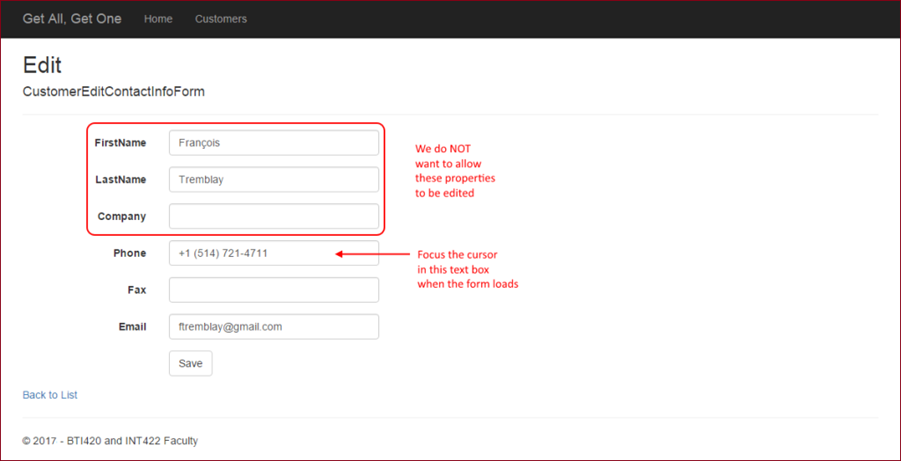 Get All, Get One Home Customers
Edit
CustomerEditContactInfoForm
FirstName François
LastName Tremblay
Company
We do NOT
want to allow
these properties
to be edited
Phone +1 (514) 721-4711
Focus the cursor
in this text box
when the form loads
Fax
Email ftremblay@gmail.com
Save
Back to List
© 2017 - BTI420 and INT422 Faculty